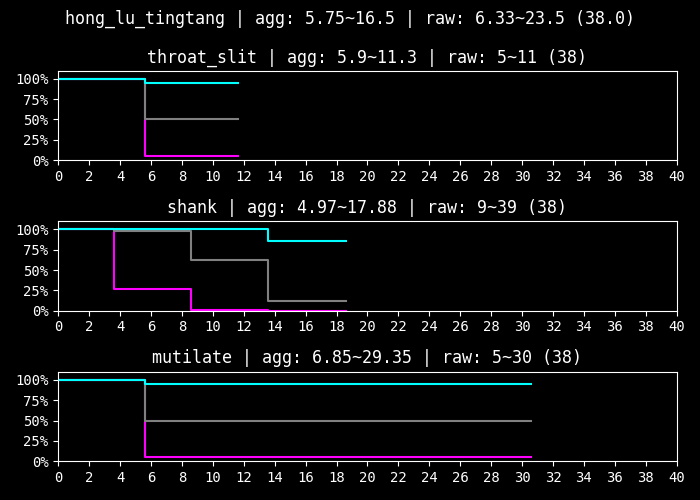 hong_lu_tingtang | agg: 5.75~16.5 | raw: 6.33~23.5 (38.0)
throat_slit | agg: 5.9~11.3 | raw: 5~11 (38)
100%
75%
50%
25%
0%
0 2 4 6 8 10 12 14 16 18 20 22 24 26 28 30 32 34 36 38 40
shank | agg: 4.97~17.88 | raw: 9~39 (38)
100%
75%
50%
25%
0%
0 2 4 6 8 10 12 14 16 18 20 22 24 26 28 30 32 34 36 38 40
mutilate | agg: 6.85~29.35 | raw: 5~30 (38)
100%
75%
50%
25%
0%
0 2 4 6 8 10 12 14 16 18 20 22 24 26 28 30 32 34 36 38 40